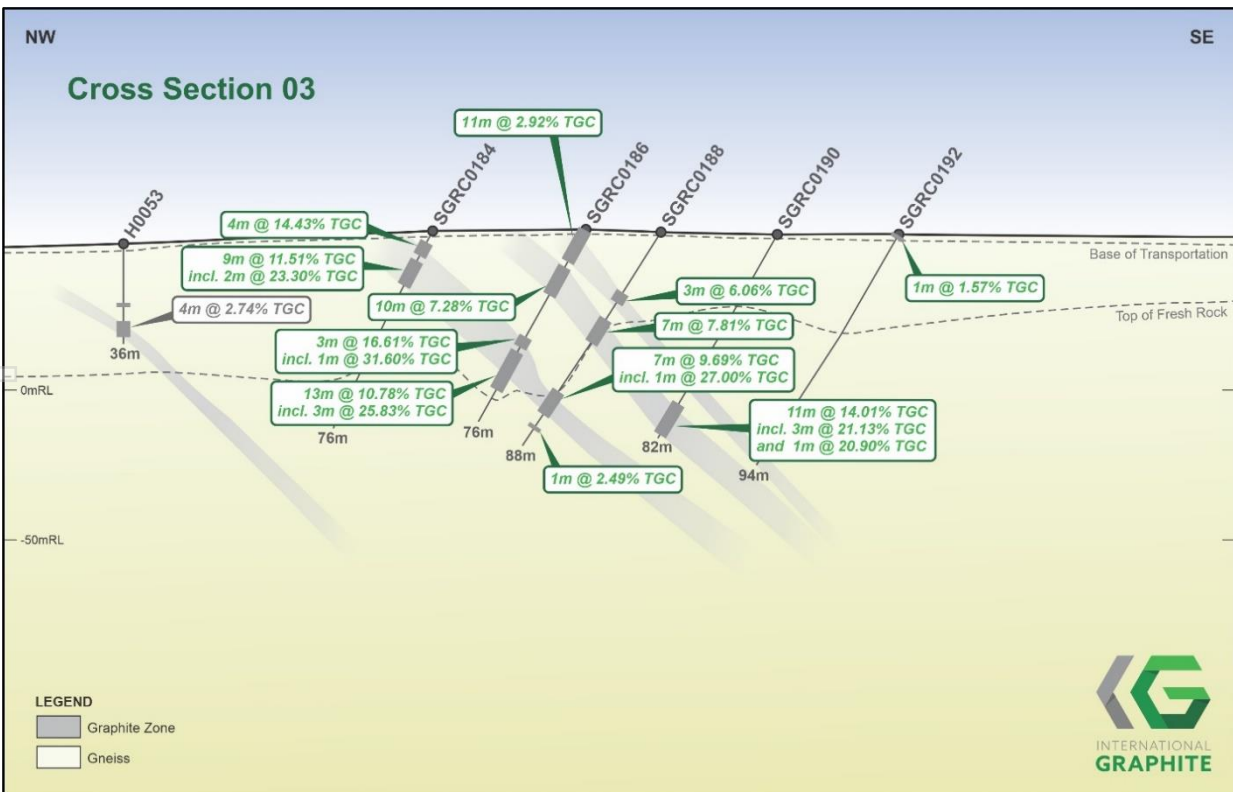 NW
SE
Cross Section 03
11m @ 2.92% TGC
H0053
SGRC0184
SGRC0186
SGRC0188
SGRC0190
SGRC0192
4m @ 14.43% TGC
9m @ 11.51% TGC
incl. 2m @ 23.30% TGC
Base of Transportation
1m @ 1.57% TGC
4m @ 2.74% TGC
10m @ 7.28% TGC
3m @ 6.06% TGC
Top of Fresh Rock
7m @ 7.81% TGC
36m
3m @ 16.61% TGC
incl. 1m @ 31.60% TGC
7m @ 9.69% TGC
incl. 1m @ 27.00% TGC
0mRL
13m @ 10.78% TGC
incl. 3m @ 25.83% TGC
11m @ 14.01% TGC
incl. 3m @ 21.13% TGC
and 1m @ 20.90% TGC
76m
76m
88m
82m
94m
1m @ 2.49% TGC
-50mRL
LEGEND
Graphite Zone
Gneiss
INTERNATIONAL
GRAPHITE